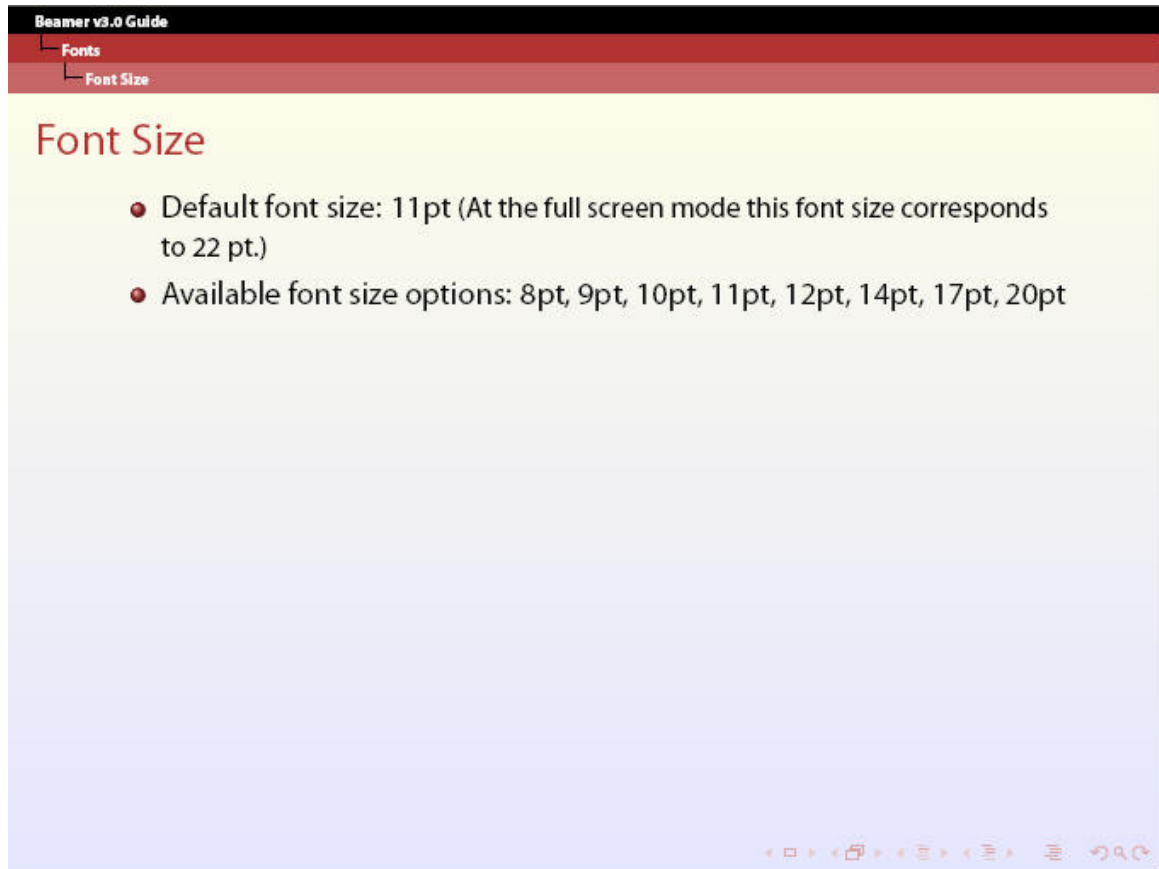 Beamer v3.0 Guide
Fonts
Font Size
Font Size
Default font size: 11pt (At the full screen mode this font size corresponds
to 22 pt.)
Available font size options: 8pt, 9pt, 10pt, 11pt, 12pt, 14pt, 17pt, 20pt